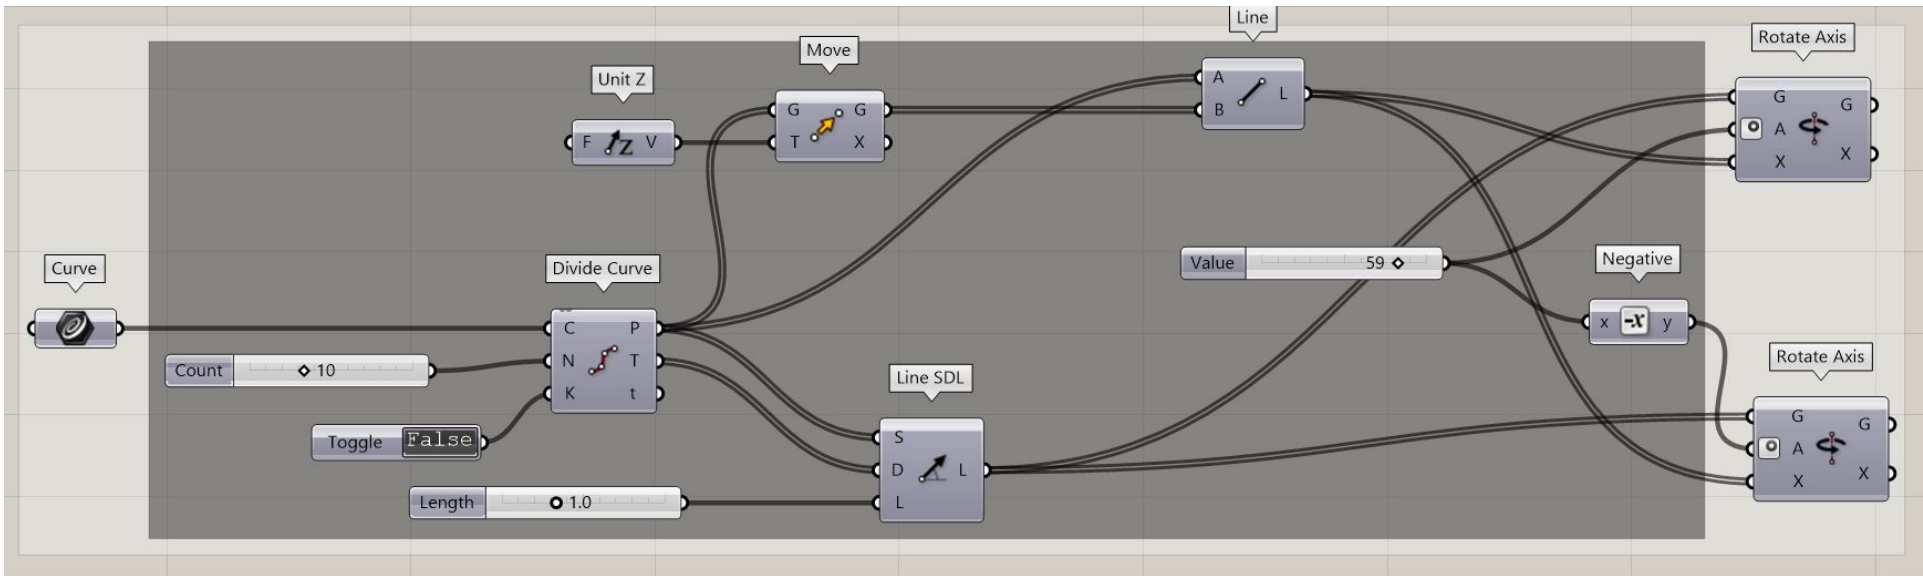 Line
Rotate Axis
Move
Unit Z
G G
T X
F Z V
A
B L
G G
A
X X
Curve
Divide Curve
Value 59
Negative
x -x y
C P
N T
K t
Count 10
Toggle False
Line SDL
Rotate Axis
S
D L
L
Length 1.0
G G
A
X X